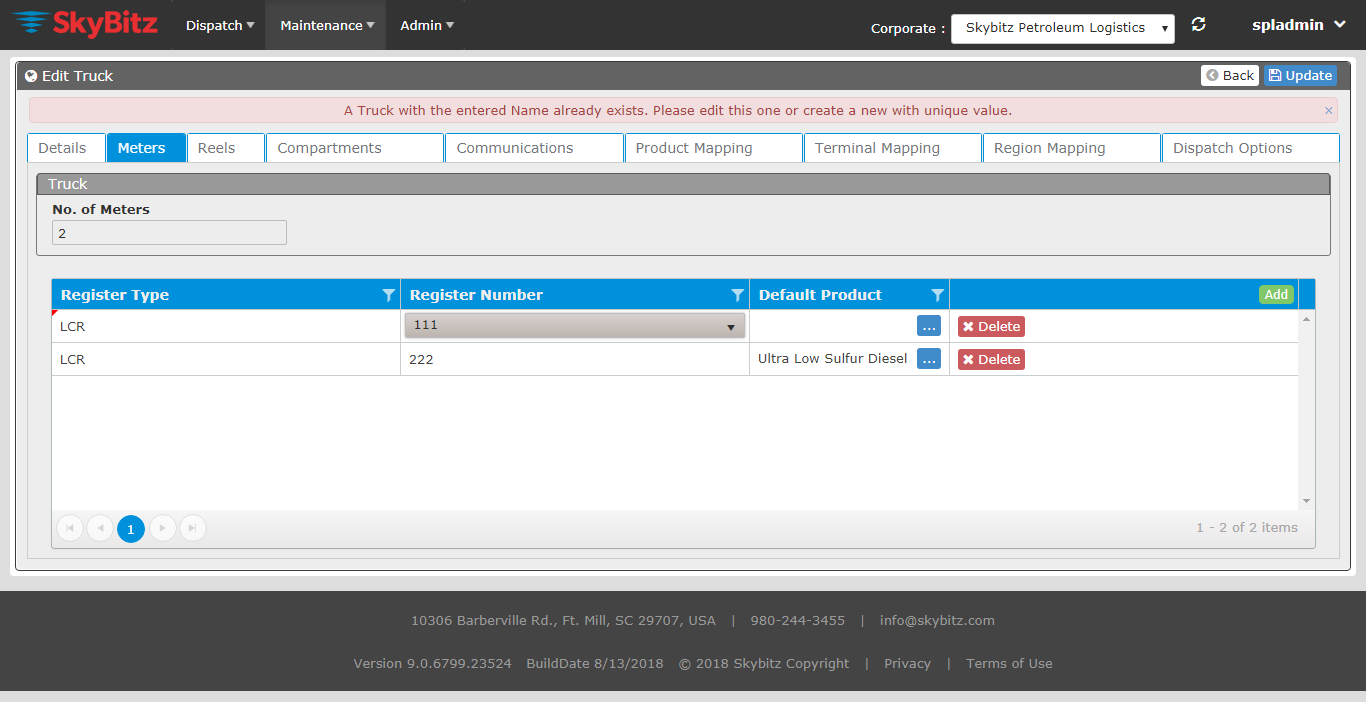 SkyBitz Dispatch Maintenance Admin Corporate : Skybitz Petroleum Logistics spladmin
Edit Truck Back Update
A Truck with the entered Name already exists. Please edit this one or create a new with unique value. ×
Details Meters Reels Compartments Communications Product Mapping Terminal Mapping Region Mapping Dispatch Options
Truck
No. of Meters
2
Register Type Register Number Default Product Add
LCR 111 ... Delete
LCR 222 Ultra Low Sulfur Diesel ... Delete
1 1 - 2 of 2 items
10306 Barberville Rd., Ft. Mill, SC 29707, USA | 980-244-3455 | info@skybitz.com
Version 9.0.6799.23524 BuildDate 8/13/2018 © 2018 Skybitz Copyright | Privacy | Terms of Use